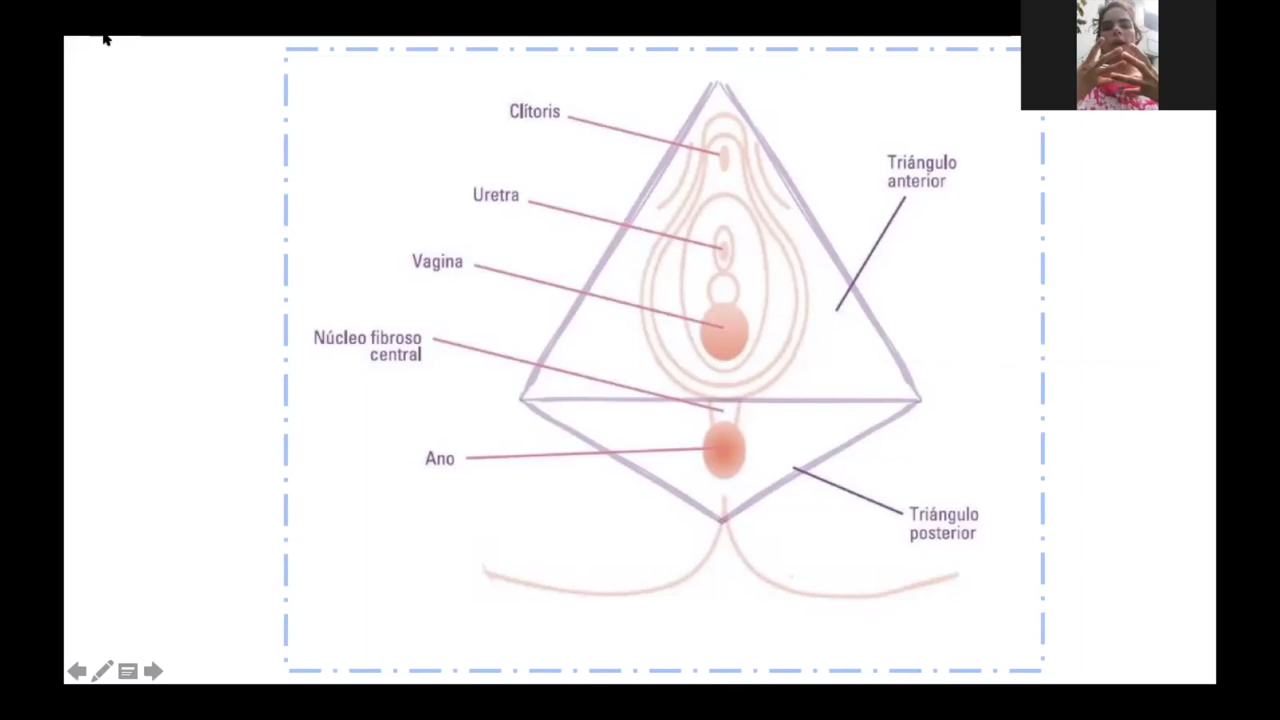 Clítoris
Triángulo
anterior
Uretra
Vagina
Núcleo fibroso
central
Ano
Triángulo
posterior